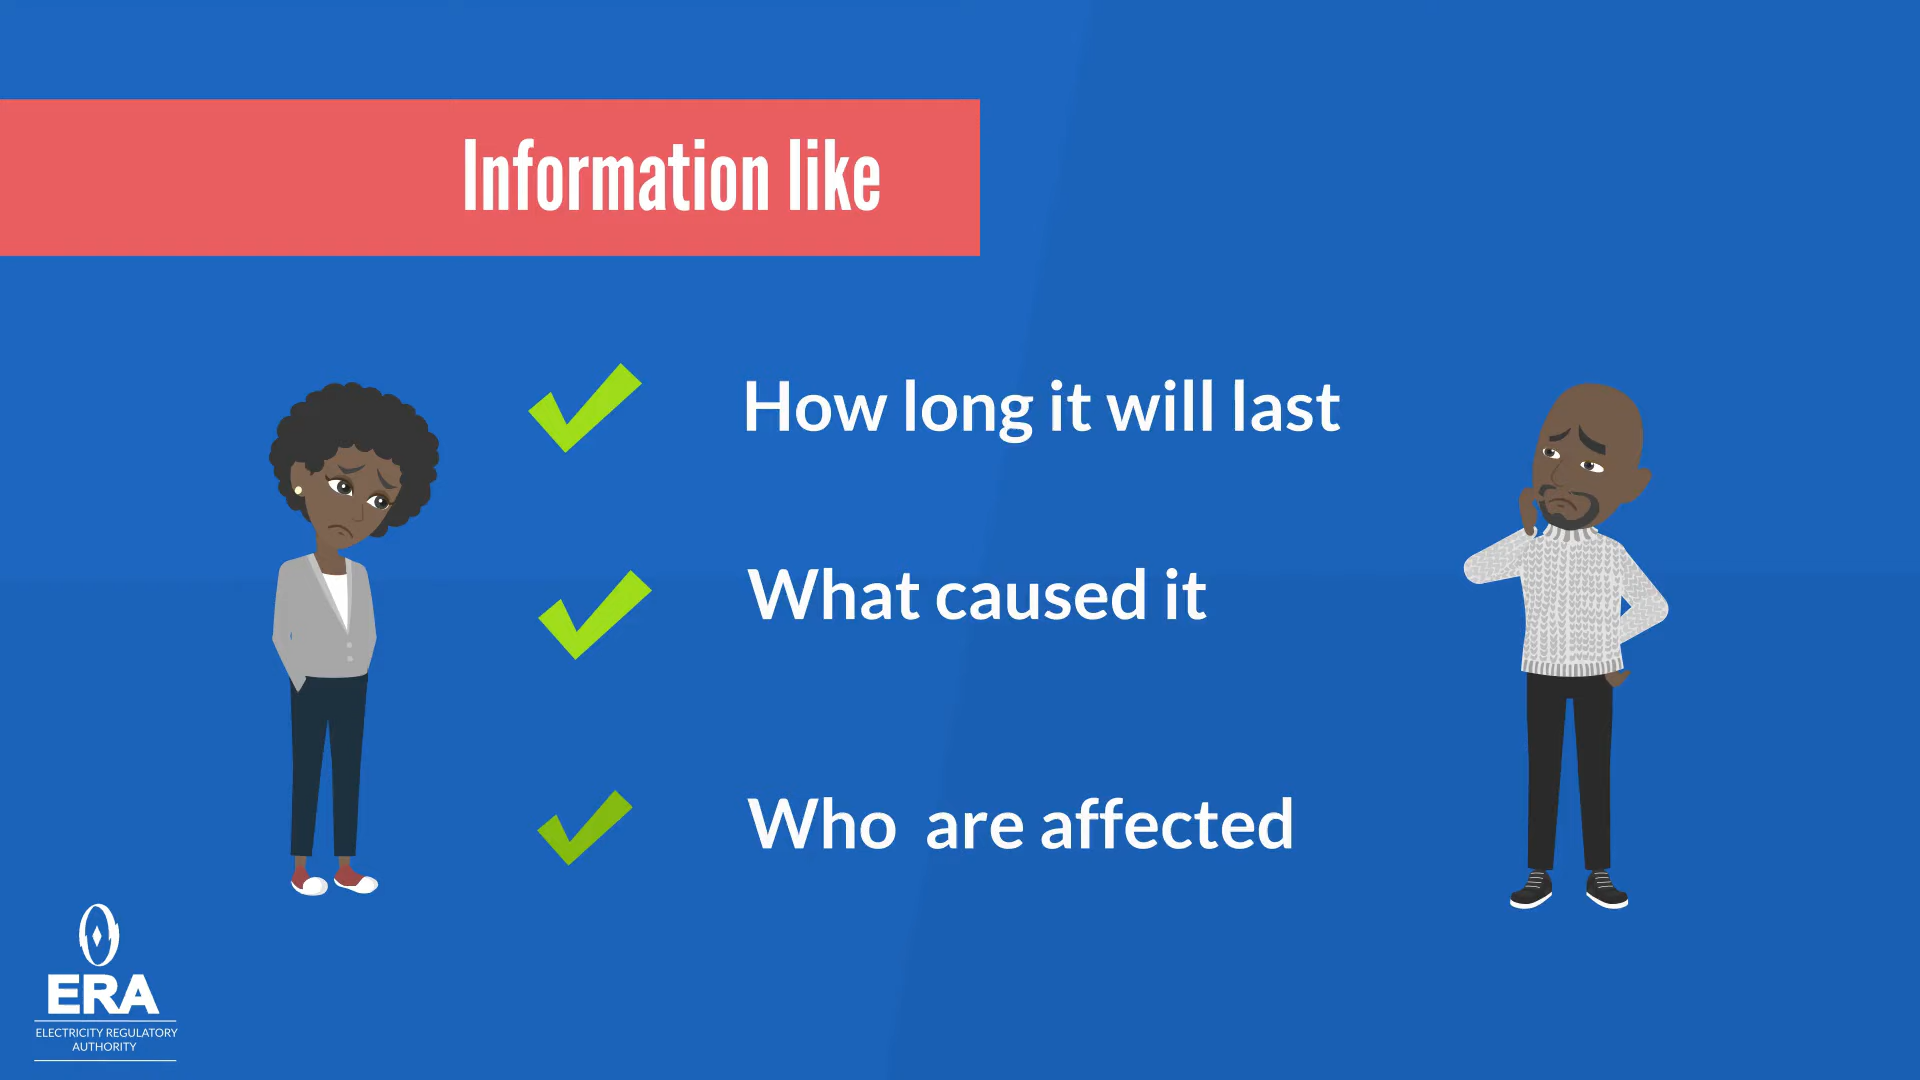 Information like
How long it will last
What caused it
Who are affected
ERA
ELECTRICITY REGULATORY
AUTHORITY